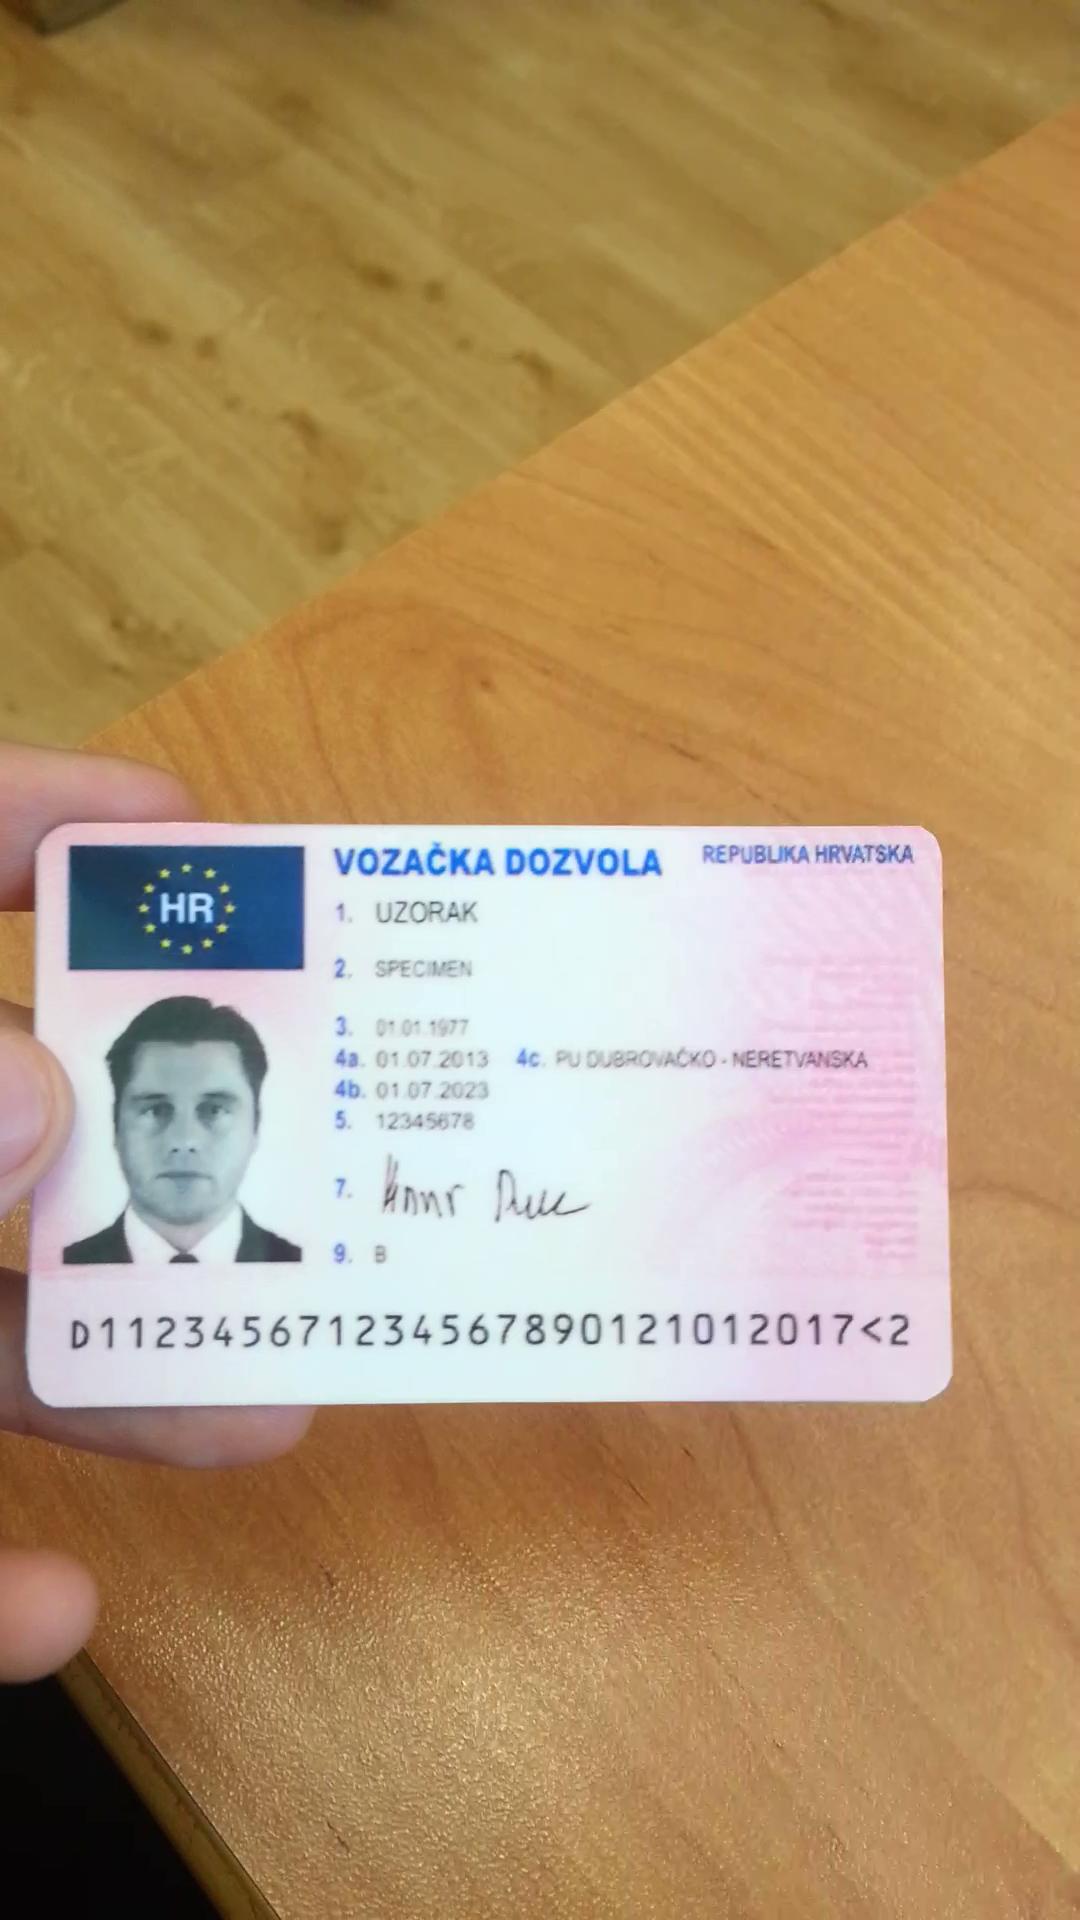 HR
VOZAČKA DOZVOLA REPUBLIKA HRVATSKA
1. UZORAK
2. SPECIMEN
3. 01.01.1977
4a. 01.07.2013 4c. PU DUBROVAČKO - NERETVANSKA
4b. 01.07.2023
5. 12345678
7.
9. B
D11234567123456789012101201​7<2